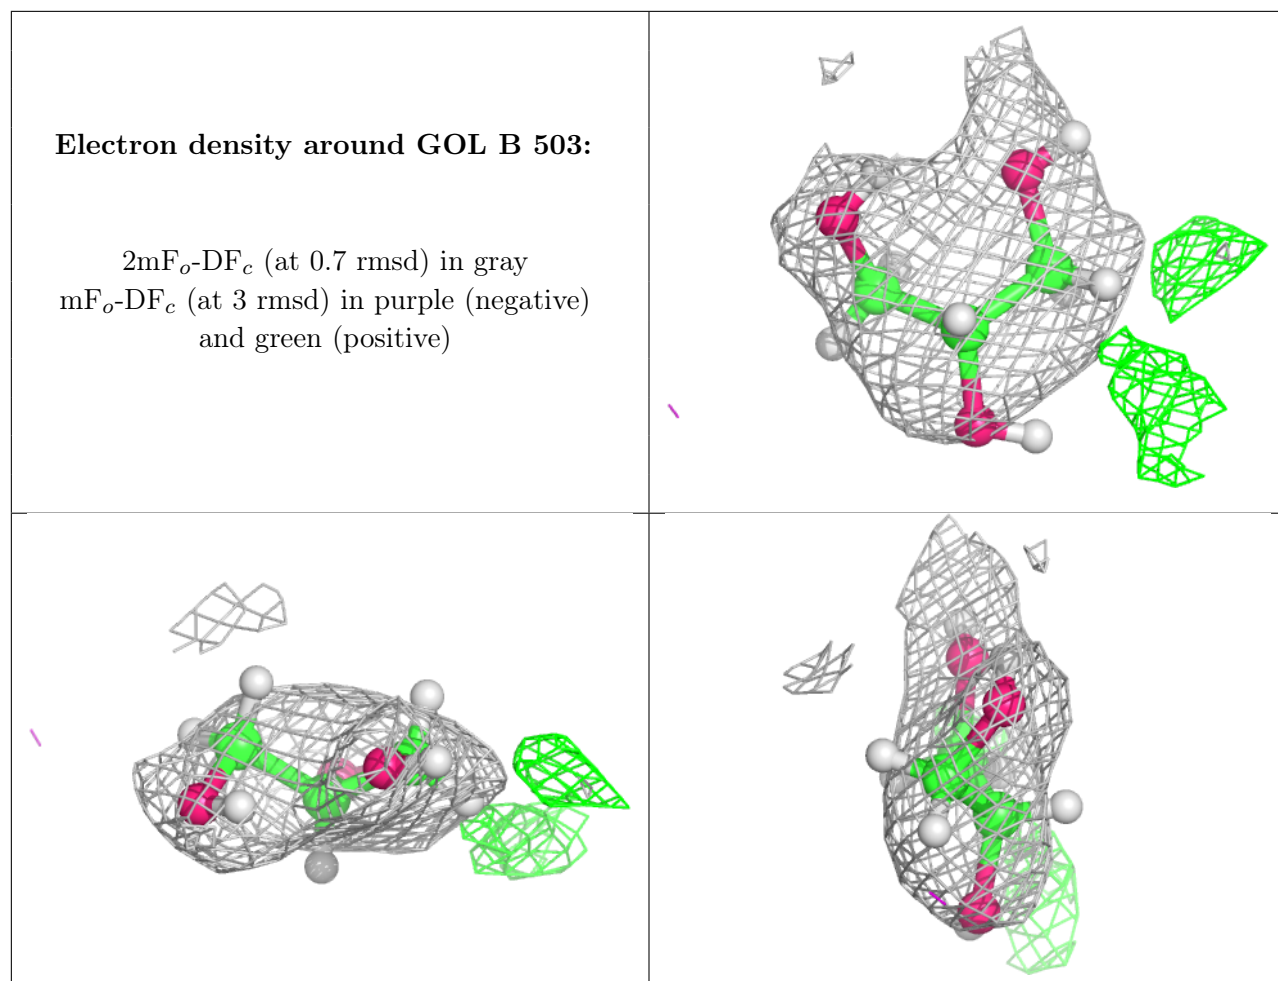 Electron density around GOL B 503:
2mFₒ-DF𝒸 (at 0.7 rmsd) in gray
mFₒ-DF𝒸 (at 3 rmsd) in purple (negative)
and green (positive)